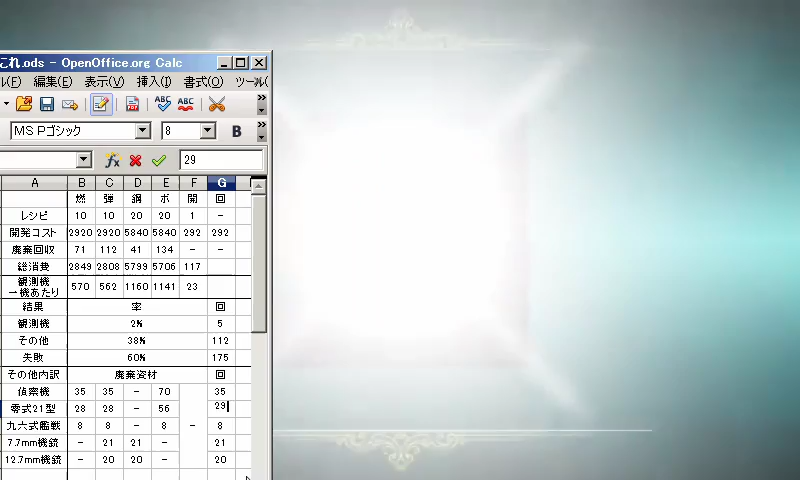 これ.ods - OpenOffice.org Calc
ル(F) 編集(E) 表示(V) 挿入(I) 書式(O) ツール(
MS Pゴシック 8 B
29
A B C D E F G
燃 弾 鋼 ボ 開 回
レシピ 10 10 20 20 1 -
開発コスト 2920 2920 5840 5840 292 292
廃棄回収 71 112 41 134 - -
総消費 2849 2808 5799 5706 117
観測機
一機あたり 570 562 1160 1141 23
結果 率 回
観測機 2% 5
その他 38% 112
失敗 60% 175
その他内訳 廃棄資材 回
偵察機 35 35 - 70 35
零式21型 28 28 - 56 29
九六式艦戦 8 8 - 8 - 8
7.7mm機銃 - 21 21 - 21
12.7mm機銃 - 20 20 - 20